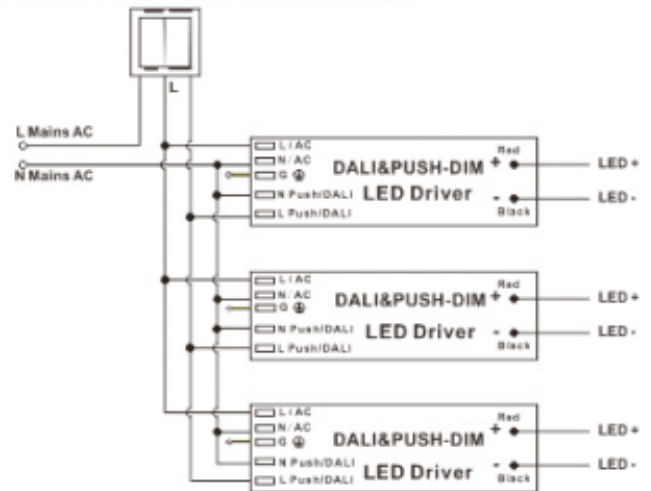 L
L Mains AC
N Mains AC
L / AC
N / AC
G
N Push/DALI
L Push/DALI
DALI&PUSH-DIM
LED Driver
Red
+
-
Black
LED +
LED -
L / AC
N / AC
G
N Push/DALI
L Push/DALI
DALI&PUSH-DIM
LED Driver
Red
+
-
Black
LED +
LED -
L / AC
N / AC
G
N Push/DALI
L Push/DALI
DALI&PUSH-DIM
LED Driver
Red
+
-
Black
LED +
LED -